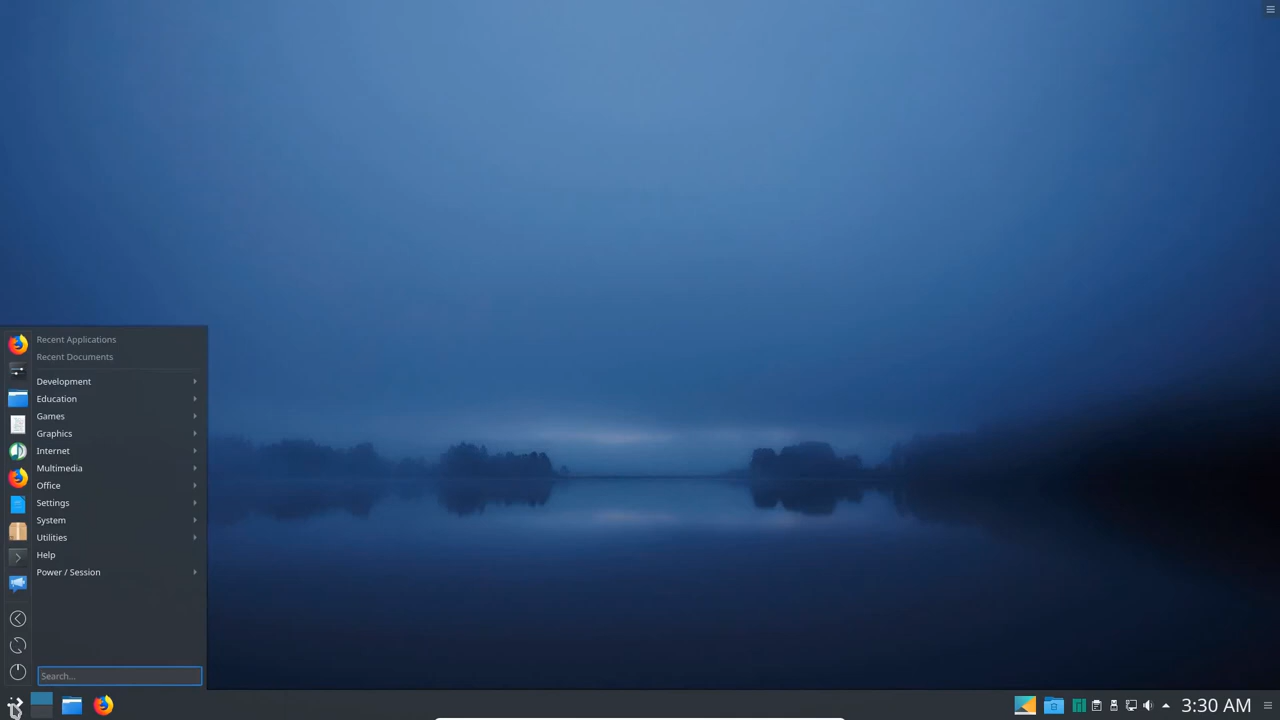 Recent Applications
Recent Documents
Development
Education
Games
Graphics
Internet
Multimedia
Office
Settings
System
Utilities
Help
Power / Session
Search...
3:30 AM